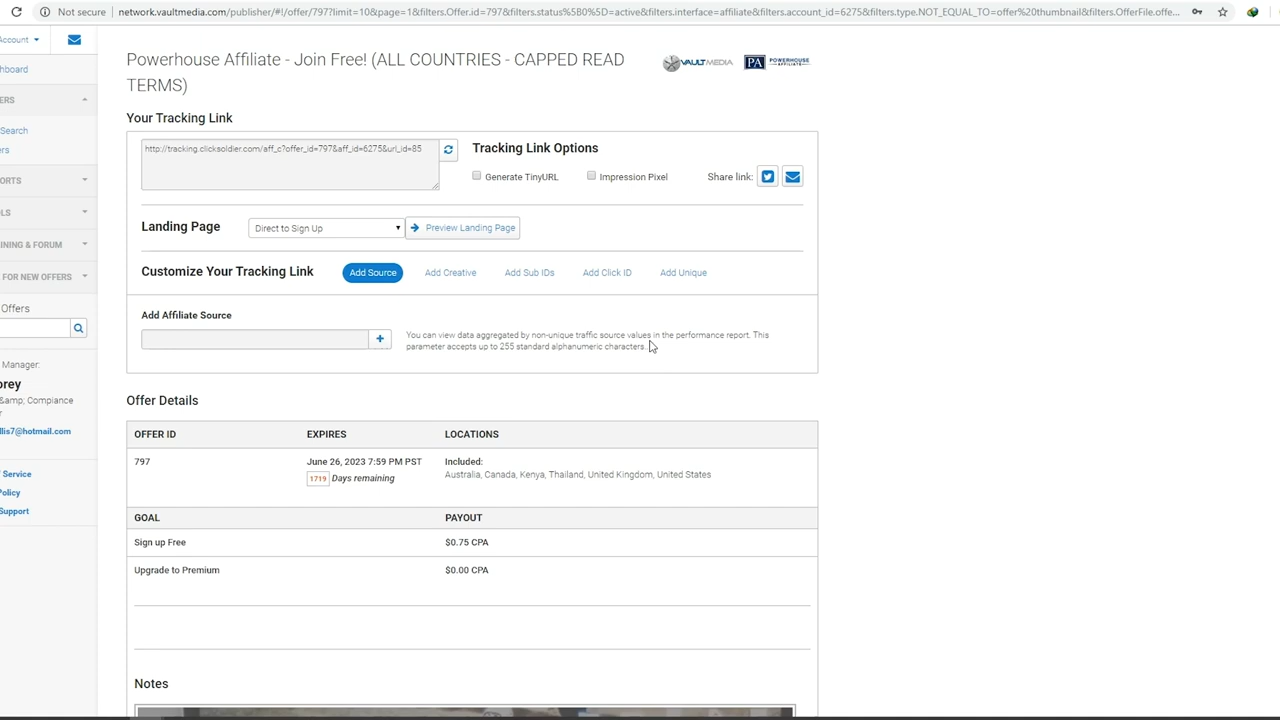 Not secure
network.vaultmedia.com/publisher/#!/offer/797?limit=10&page=1&filters.Offer.id=797&filters.status%5B0%5D=active&filters.interface=affiliate&filters.account_id=6275&filters.type.NOT_EQUAL_TO=offer%20thumbnail&filters.OfferFile.offe...
Account
hboard
ERS
Search
ers
ORTS
OLS
INING & FORUM
FOR NEW OFFERS
Offers
Manager:
orey
&amp; Compiance
r
llis7@hotmail.com
f Service
Policy
Support
Powerhouse Affiliate - Join Free! (ALL COUNTRIES - CAPPED READ
TERMS)
VAULTMEDIA
PA POWERHOUSE
AFFILIATE
Your Tracking Link
http://tracking.clicksoldier.com/aff_c?offer_id=797&aff_id=6275&url_id=85
Tracking Link Options
Generate TinyURL
Impression Pixel
Share link:
Landing Page
Direct to Sign Up
Preview Landing Page
Customize Your Tracking Link
Add Source
Add Creative
Add Sub IDs
Add Click ID
Add Unique
Add Affiliate Source
You can view data aggregated by non-unique traffic source values in the performance report. This
parameter accepts up to 255 standard alphanumeric characters.
Offer Details
OFFER ID EXPIRES LOCATIONS
797 June 26, 2023 7:59 PM PST Included:
1719 Days remaining Australia, Canada, Kenya, Thailand, United Kingdom, United States
GOAL PAYOUT
Sign up Free $0.75 CPA
Upgrade to Premium $0.00 CPA
Notes